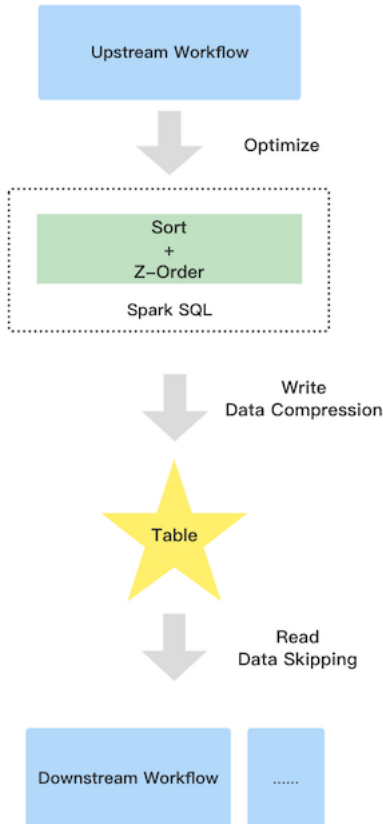 Upstream Workflow
Optimize
Sort
+
Z-Order
Spark SQL
Write
Data Compression
Table
Read
Data Skipping
Downstream Workflow
......